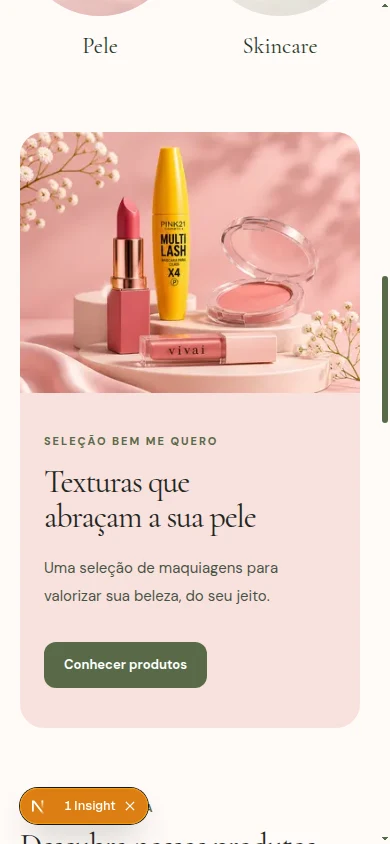 Pele
Skincare
PINK21
MULTI
LASH
X4
P
vivai
SELEÇÃO BEM ME QUERO
Texturas que
abraçam a sua pele
Uma seleção de maquiagens para
valorizar sua beleza, do seu jeito.
Conhecer produtos
N
1 Insight
A